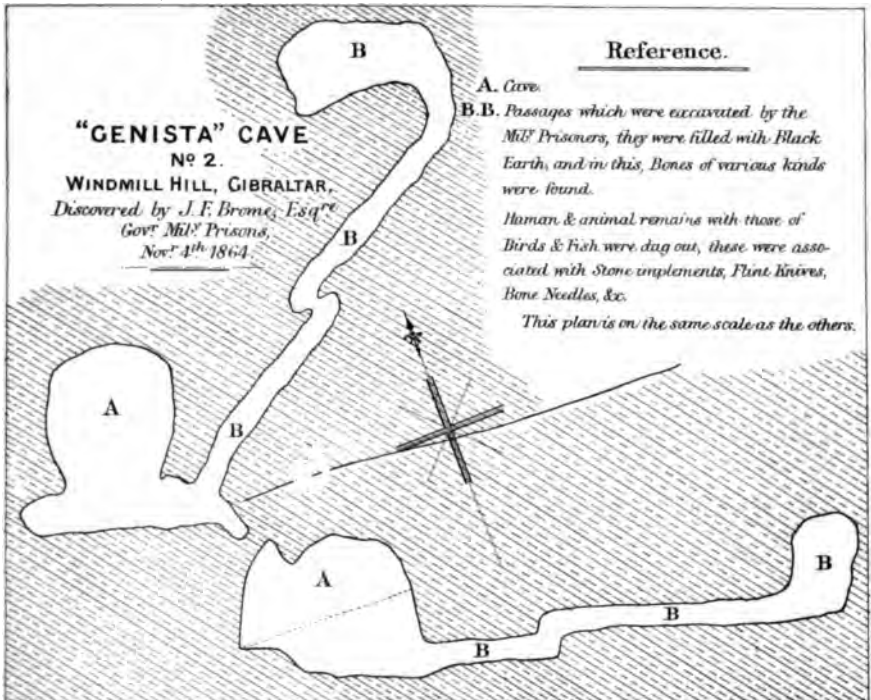 "GENISTA" CAVE
Nº 2.
WINDMILL HILL, GIBRALTAR,
Discovered by J. F. Brome, Esqre
Govr Mily Prisons,
Novr 4th 1864.
Reference.
A. Cave.
B.B. Passages which were excavated by the
Mily Prisoners, they were filled with Black
Earth, and in this, Bones of various kinds
were found.
Human & animal remains with those of
Birds & Fish were dug out, these were asso-
ciated with Stone implements, Flint Knives,
Bone Needles, &c.
This plan is on the same scale as the others.
B
B
B
A
A
B
B
B